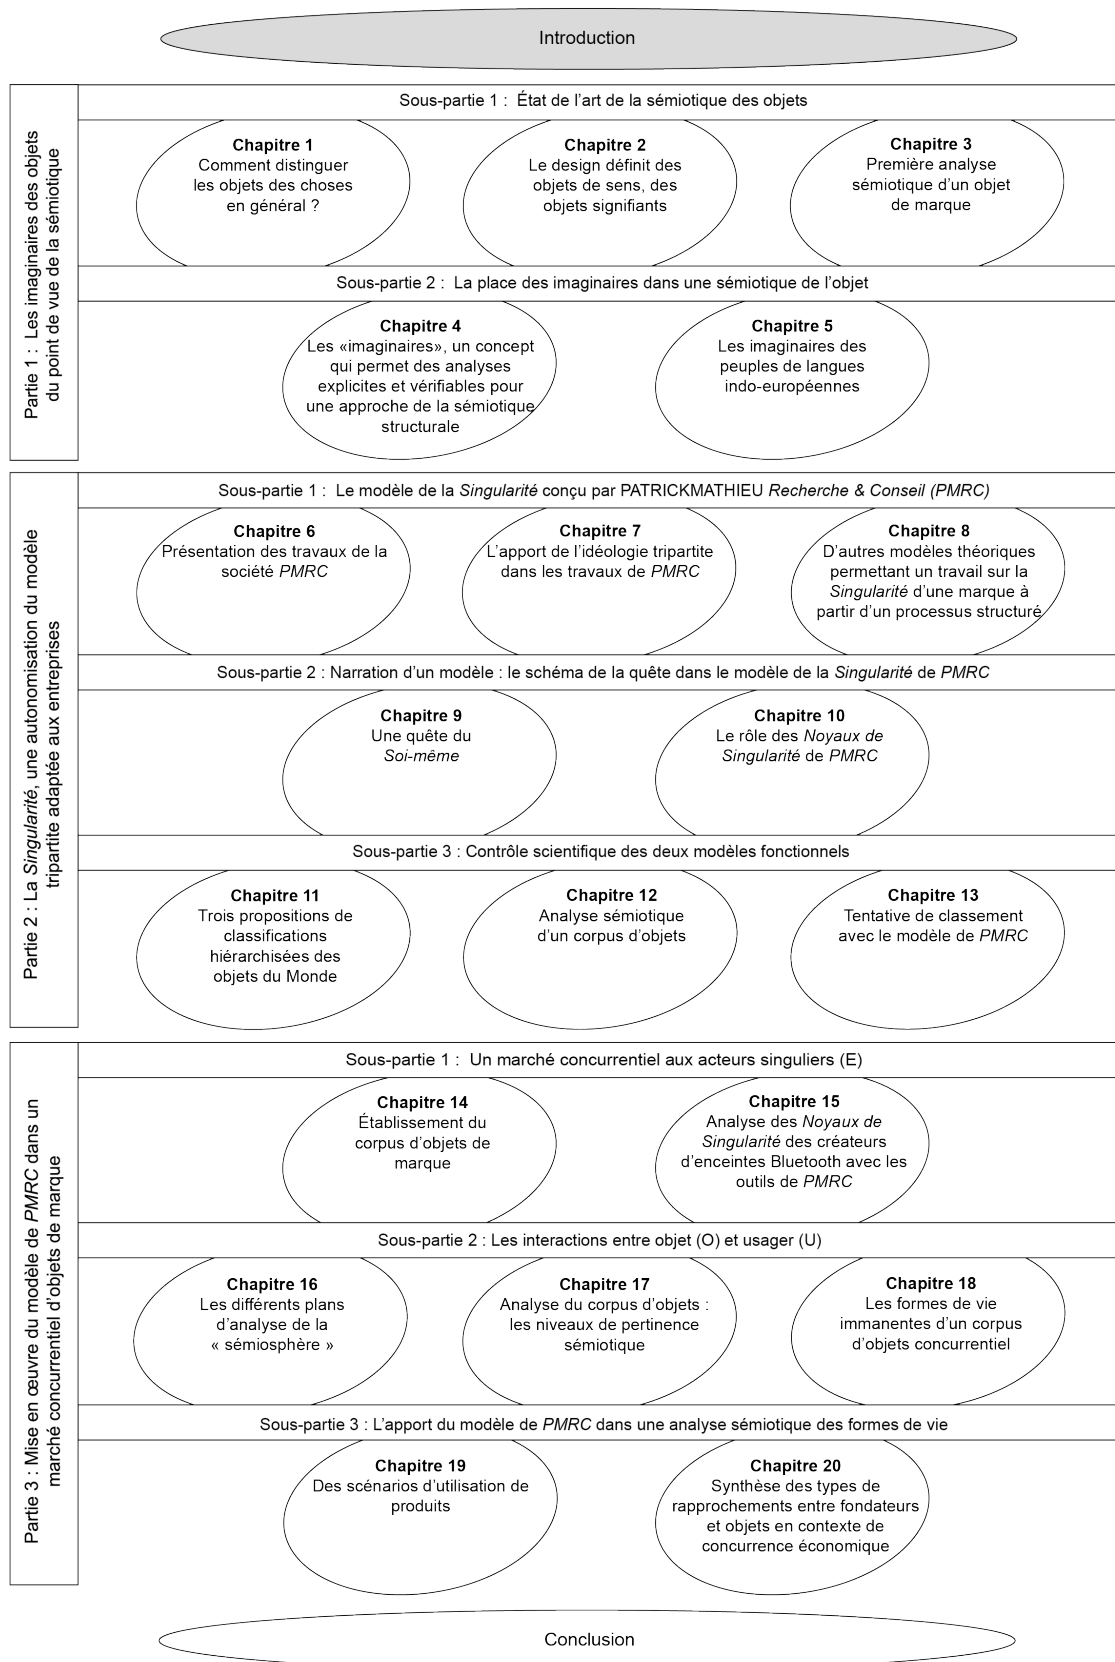 Introduction
Partie 1 : Les imaginaires des objets
du point de vue de la sémiotique
Sous-partie 1 : État de l’art de la sémiotique des objets
Chapitre 1
Comment distinguer
les objets des choses
en général ?
Chapitre 2
Le design définit des
objets de sens, des
objets signifiants
Chapitre 3
Première analyse
sémiotique d’un objet
de marque
Sous-partie 2 : La place des imaginaires dans une sémiotique de l’objet
Chapitre 4
Les «imaginaires», un concept
qui permet des analyses
explicites et vérifiables pour
une approche de la sémiotique
structurale
Chapitre 5
Les imaginaires des
peuples de langues
indo-européennes
Partie 2 : La Singularité, une autonomisation du modèle
tripartite adaptée aux entreprises
Sous-partie 1 : Le modèle de la Singularité conçu par PATRICKMATHIEU Recherche & Conseil (PMRC)
Chapitre 6
Présentation des travaux de la
société PMRC
Chapitre 7
L’apport de l’idéologie tripartite
dans les travaux de PMRC
Chapitre 8
D’autres modèles théoriques
permettant un travail sur la
Singularité d’une marque à
partir d’un processus structuré
Sous-partie 2 : Narration d’un modèle : le schéma de la quête dans le modèle de la Singularité de PMRC
Chapitre 9
Une quête du
Soi-même
Chapitre 10
Le rôle des Noyaux de
Singularité de PMRC
Sous-partie 3 : Contrôle scientifique des deux modèles fonctionnels
Chapitre 11
Trois propositions de
classifications
hiérarchisées des
objets du Monde
Chapitre 12
Analyse sémiotique
d’un corpus d’objets
Chapitre 13
Tentative de classement
avec le modèle de PMRC
Partie 3 : Mise en œuvre du modèle de PMRC dans un
marché concurrentiel d’objets de marque
Sous-partie 1 : Un marché concurrentiel aux acteurs singuliers (E)
Chapitre 14
Établissement du
corpus d’objets de
marque
Chapitre 15
Analyse des Noyaux de
Singularité des créateurs
d’enceintes Bluetooth avec les
outils de PMRC
Sous-partie 2 : Les interactions entre objet (O) et usager (U)
Chapitre 16
Les différents plans
d’analyse de la
« sémiosphère »
Chapitre 17
Analyse du corpus d’objets :
les niveaux de pertinence
sémiotique
Chapitre 18
Les formes de vie
immanentes d’un corpus
d’objets concurrentiel
Sous-partie 3 : L’apport du modèle de PMRC dans une analyse sémiotique des formes de vie
Chapitre 19
Des scénarios d’utilisation de
produits
Chapitre 20
Synthèse des types de
rapprochements entre fondateurs
et objets en contexte de
concurrence économique
Conclusion